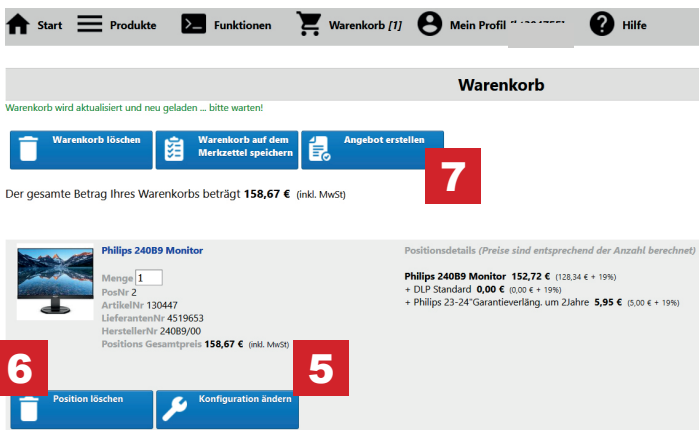 Start Produkte Funktionen Warenkorb [1] Mein Profil Hilfe
Warenkorb
Warenkorb wird aktualisiert und neu geladen ... bitte warten!
Warenkorb löschen
Warenkorb auf dem
Merkzettel speichern
Angebot erstellen
7
Der gesamte Betrag Ihres Warenkorbs beträgt 158,67 € (inkl. MwSt)
Philips 240B9 Monitor
Menge 1
PosNr 2
ArtikelNr 130447
LieferantenNr 4519653
HerstellerNr 240B9/00
Positions Gesamtpreis 158,67 € (inkl. MwSt)
Positionsdetails (Preise sind entsprechend der Anzahl berechnet)
Philips 240B9 Monitor 152,72 € (128,34 € + 19%)
+ DLP Standard 0,00 € (0,00 € + 19%)
+ Philips 23-24"Garantieverläng. um 2Jahre 5,95 € (5,00 € + 19%)
6
5
Position löschen
Konfiguration ändern